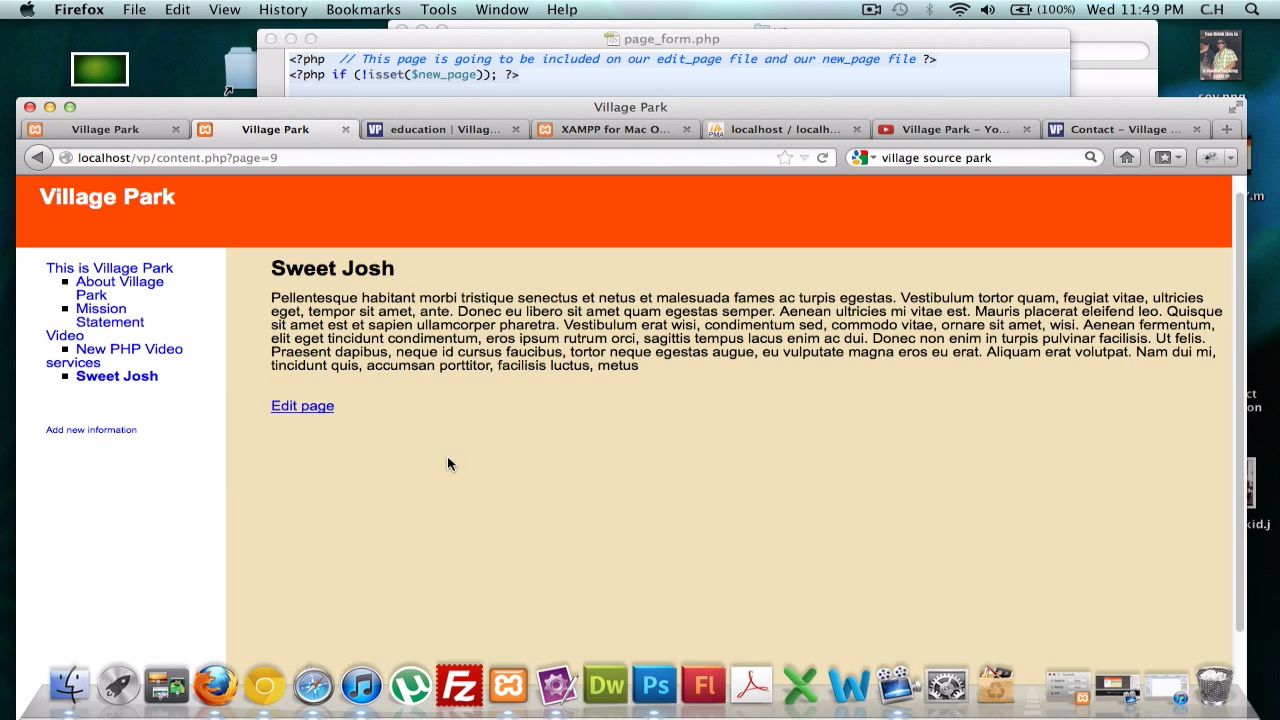 Firefox File Edit View History Bookmarks Tools Window Help (100%) Wed 11:49 PM C.H
page_form.php
<?php // This page is going to be included on our edit_page file and our new_page file ?>
<?php if (!isset($new_page)); ?>
Village Park
Village Park Village Park education | Villag... XAMPP for Mac O... localhost / localh... Village Park – Yo... Contact – Village ...
localhost/vp/content.php?page=9 village source park
Village Park
This is Village Park
About Village
Park
Mission
Statement
Video
New PHP Video
services
Sweet Josh
Add new information
Sweet Josh
Pellentesque habitant morbi tristique senectus et netus et malesuada fames ac turpis egestas. Vestibulum tortor quam, feugiat vitae, ultricies
eget, tempor sit amet, ante. Donec eu libero sit amet quam egestas semper. Aenean ultricies mi vitae est. Mauris placerat eleifend leo. Quisque
sit amet est et sapien ullamcorper pharetra. Vestibulum erat wisi, condimentum sed, commodo vitae, ornare sit amet, wisi. Aenean fermentum,
elit eget tincidunt condimentum, eros ipsum rutrum orci, sagittis tempus lacus enim ac dui. Donec non enim in turpis pulvinar facilisis. Ut felis.
Praesent dapibus, neque id cursus faucibus, tortor neque egestas augue, eu vulputate magna eros eu erat. Aliquam erat volutpat. Nam dui mi,
tincidunt quis, accumsan porttitor, facilisis luctus, metus
Edit page
Dw Ps Fl